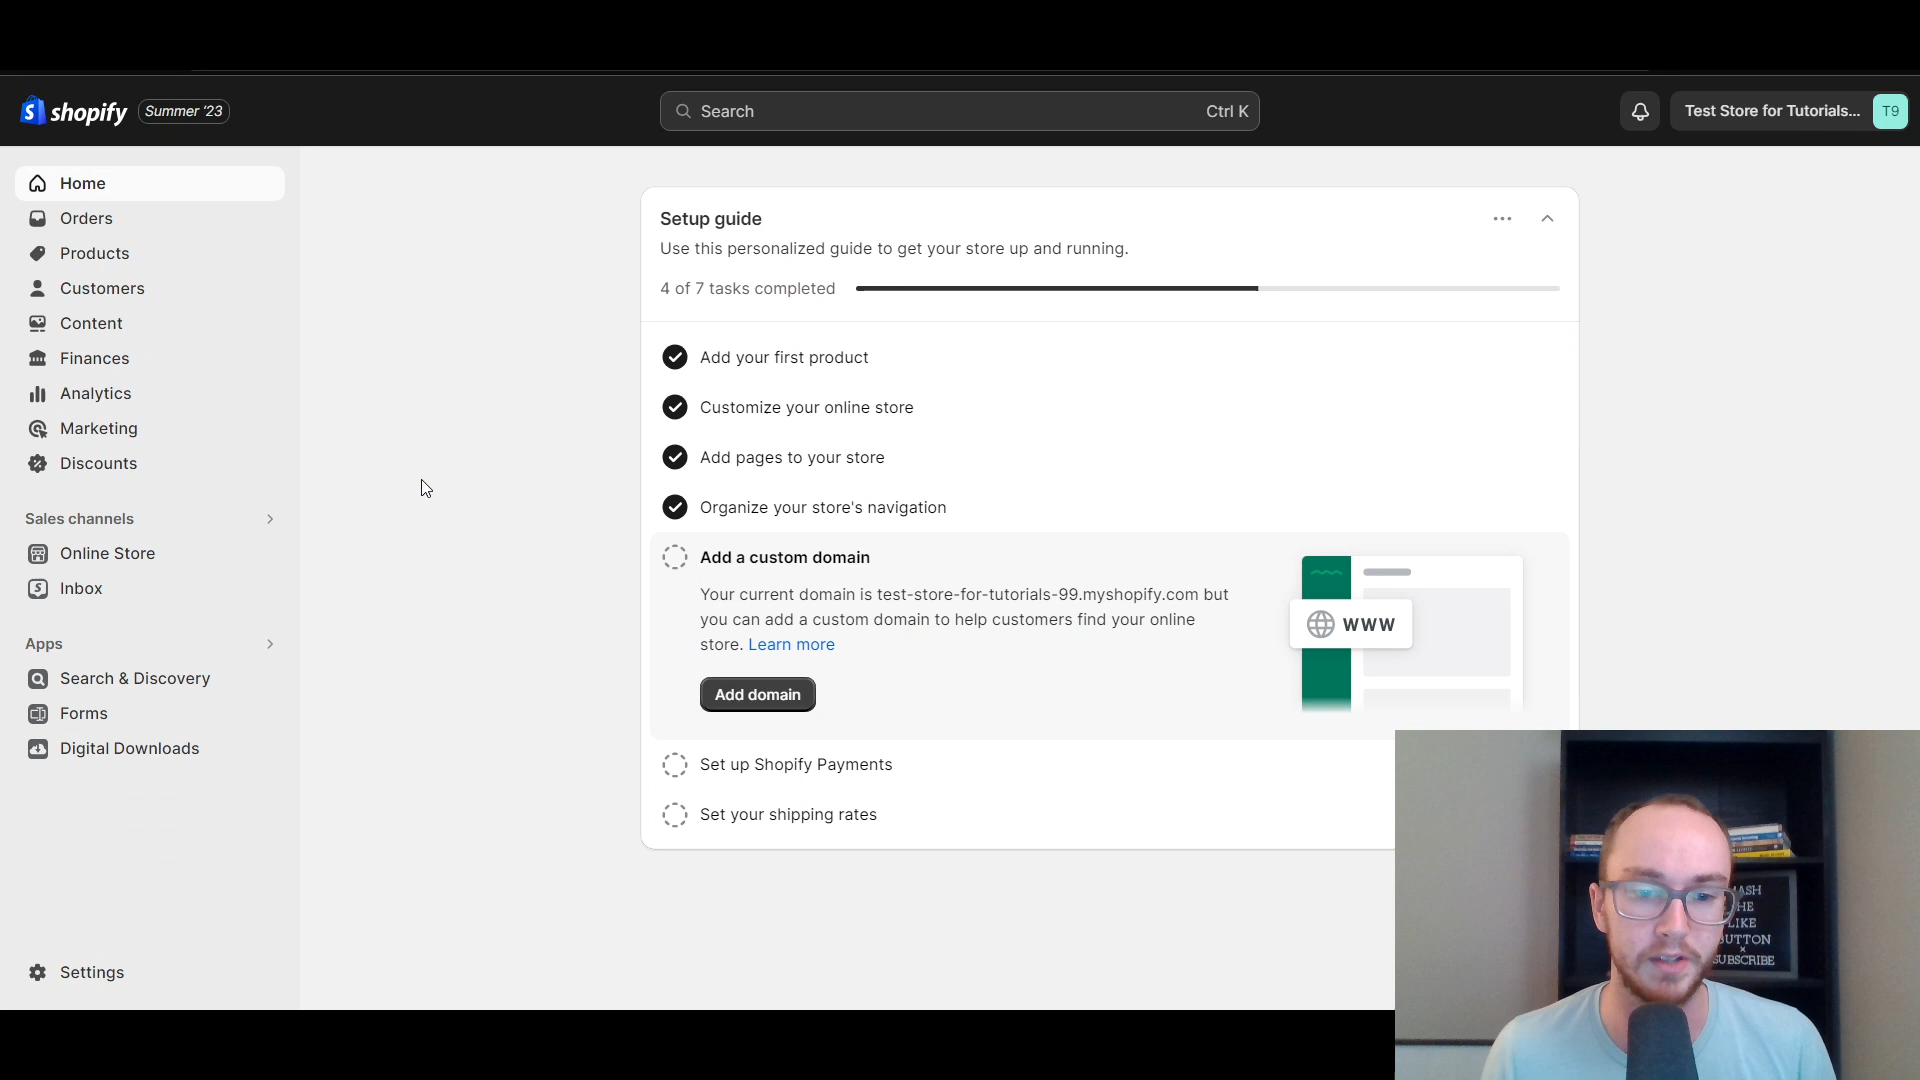 shopify Summer '23
Search Ctrl K
Test Store for Tutorials... T9
Home
Orders
Products
Customers
Content
Finances
Analytics
Marketing
Discounts
Sales channels
Online Store
Inbox
Apps
Search & Discovery
Forms
Digital Downloads
Settings
Setup guide
Use this personalized guide to get your store up and running.
4 of 7 tasks completed
Add your first product
Customize your online store
Add pages to your store
Organize your store's navigation
Add a custom domain
Your current domain is test-store-for-tutorials-99.myshopify.com but
you can add a custom domain to help customers find your online
store. Learn more
Add domain
WWW
Set up Shopify Payments
Set your shipping rates
LIKE
BUTTON
×
SUBSCRIBE